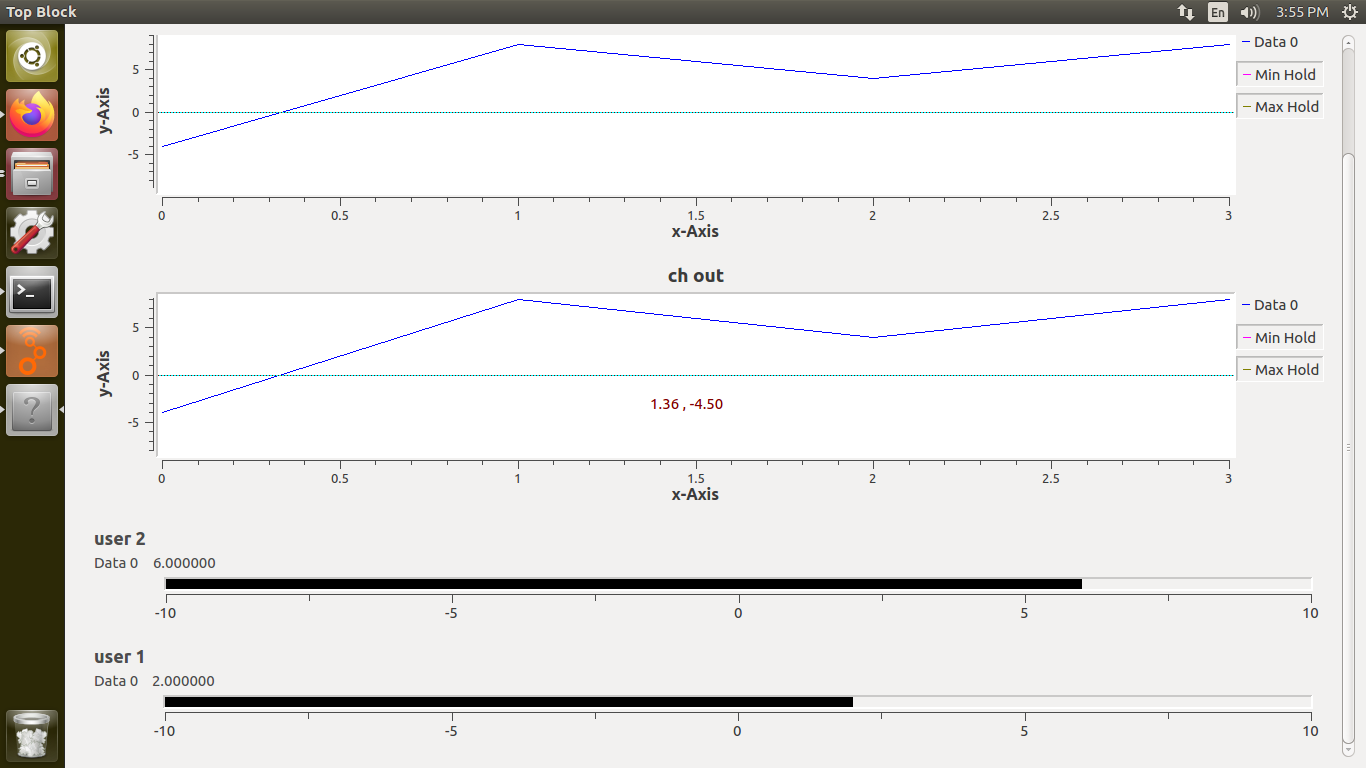 Top Block
En
3:55 PM
Data 0
Min Hold
Max Hold
y-Axis
5
0
-5
0 0.5 1 1.5 2 2.5 3
x-Axis
ch out
Data 0
Min Hold
Max Hold
y-Axis
5
0
-5
1.36 , -4.50
0 0.5 1 1.5 2 2.5 3
x-Axis
user 2
Data 0 6.000000
-10 -5 0 5 10
user 1
Data 0 2.000000
-10 -5 0 5 10